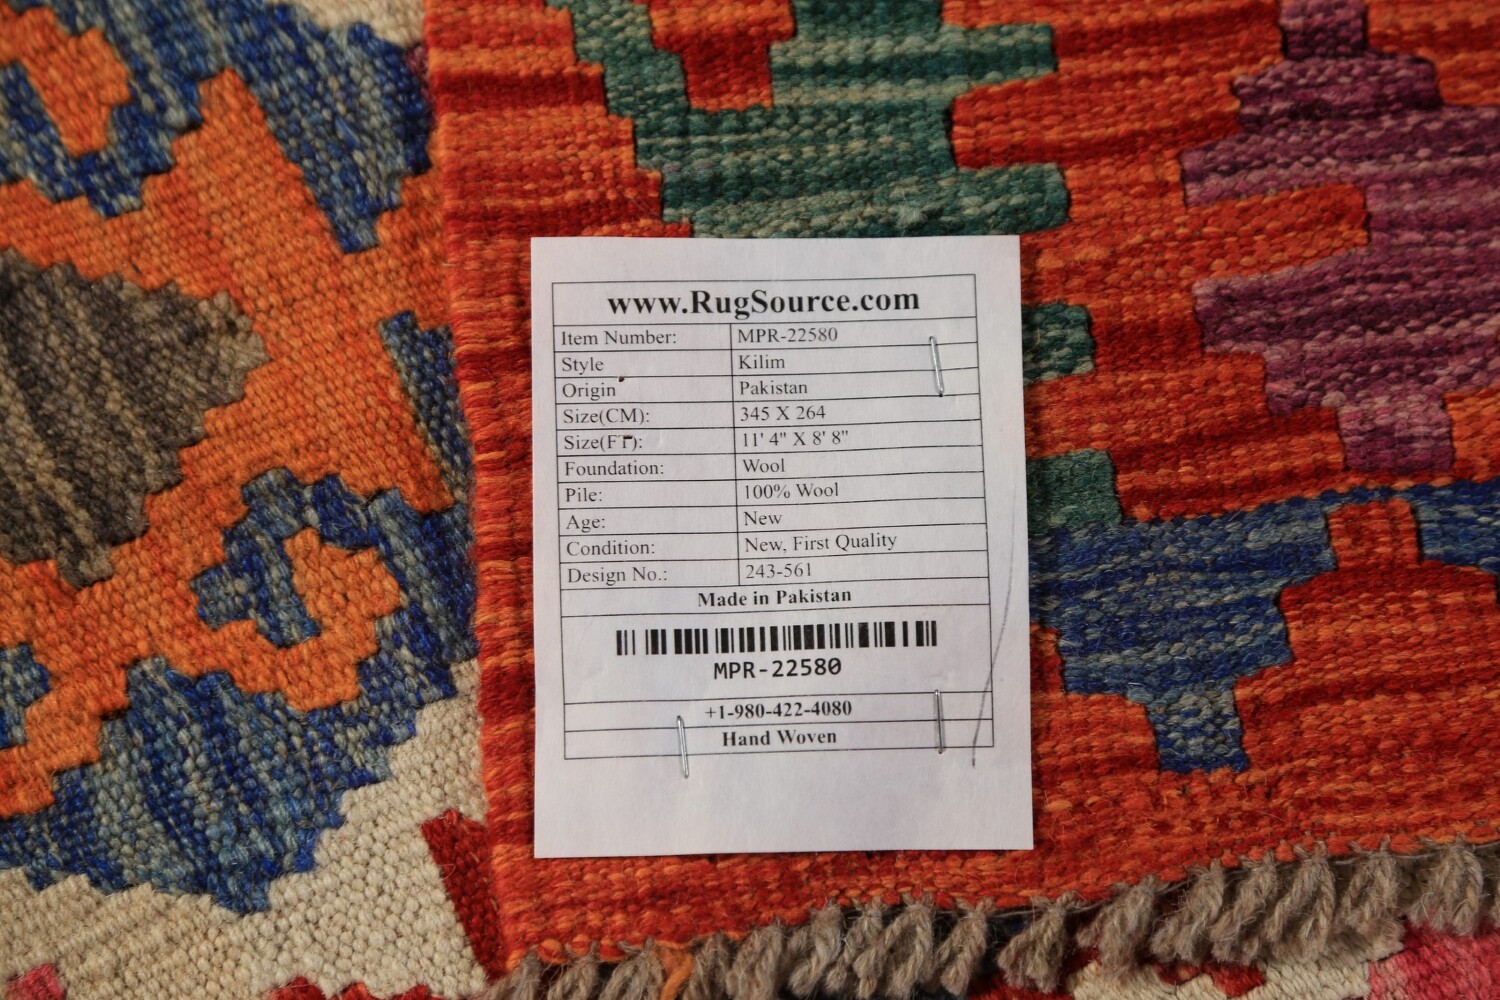 www.RugSource.com
Item Number: MPR-22580
Style Kilim
Origin Pakistan
Size(CM): 345 X 264
Size(FT): 11' 4" X 8' 8"
Foundation: Wool
Pile: 100% Wool
Age: New
Condition: New, First Quality
Design No.: 243-561
Made in Pakistan
MPR-22580
+1-980-422-4080
Hand Woven